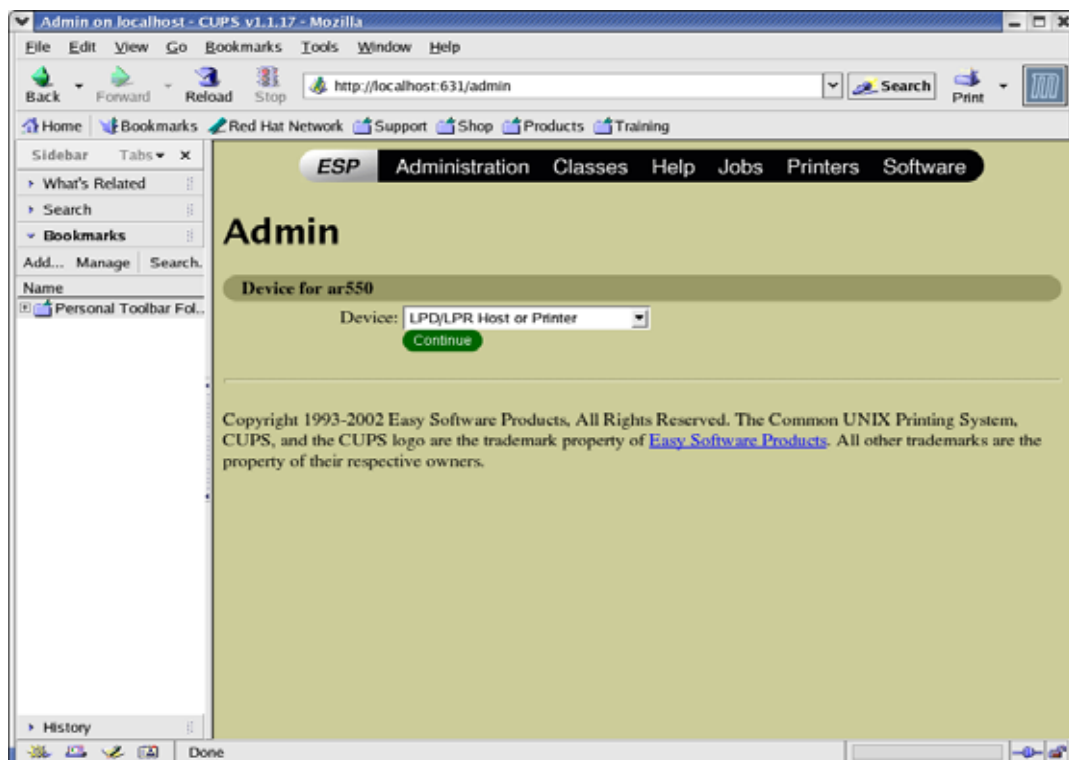 Admin on localhost - CUPS v1.1.17 - Mozilla
File Edit View Go Bookmarks Tools Window Help
Back Forward Reload Stop http://localhost:631/admin Search Print
Home Bookmarks Red Hat Network Support Shop Products Training
Sidebar Tabs
What's Related
Search
Bookmarks
Add... Manage Search.
Name
Personal Toolbar Fol..
ESP Administration Classes Help Jobs Printers Software
Admin
Device for ar550
Device: LPD/LPR Host or Printer
Continue
Copyright 1993-2002 Easy Software Products, All Rights Reserved. The Common UNIX Printing System,
CUPS, and the CUPS logo are the trademark property of Easy Software Products. All other trademarks are the
property of their respective owners.
History
Done